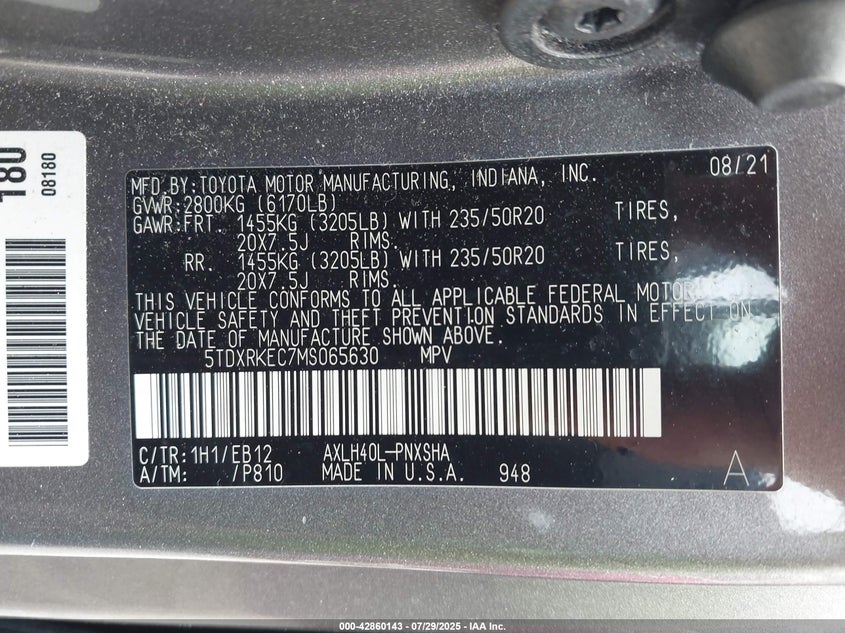 180
08180
MFD.BY:TOYOTA MOTOR MANUFACTURING, INDIANA, INC. 08/21
GVWR:2800KG (6170LB)
GAWR:FRT. 1455KG (3205LB) WITH 235/50R20 TIRES,
20X7.5J RIMS.
RR. 1455KG (3205LB) WITH 235/50R20 TIRES,
20X7.5J RIMS.
THIS VEHICLE CONFORMS TO ALL APPLICABLE FEDERAL MOTOR
VEHICLE SAFETY AND THEFT PREVENTION STANDARDS IN EFFECT ON
THE DATE OF MANUFACTURE SHOWN ABOVE.
5TDXRKEC7MS065630 MPV
C/TR:1H1/EB12 AXLH40L-PNXSHA
A/TM: /P810 MADE IN U.S.A. 948 A
000-42860143 - 07/29/2025 - IAA Inc.